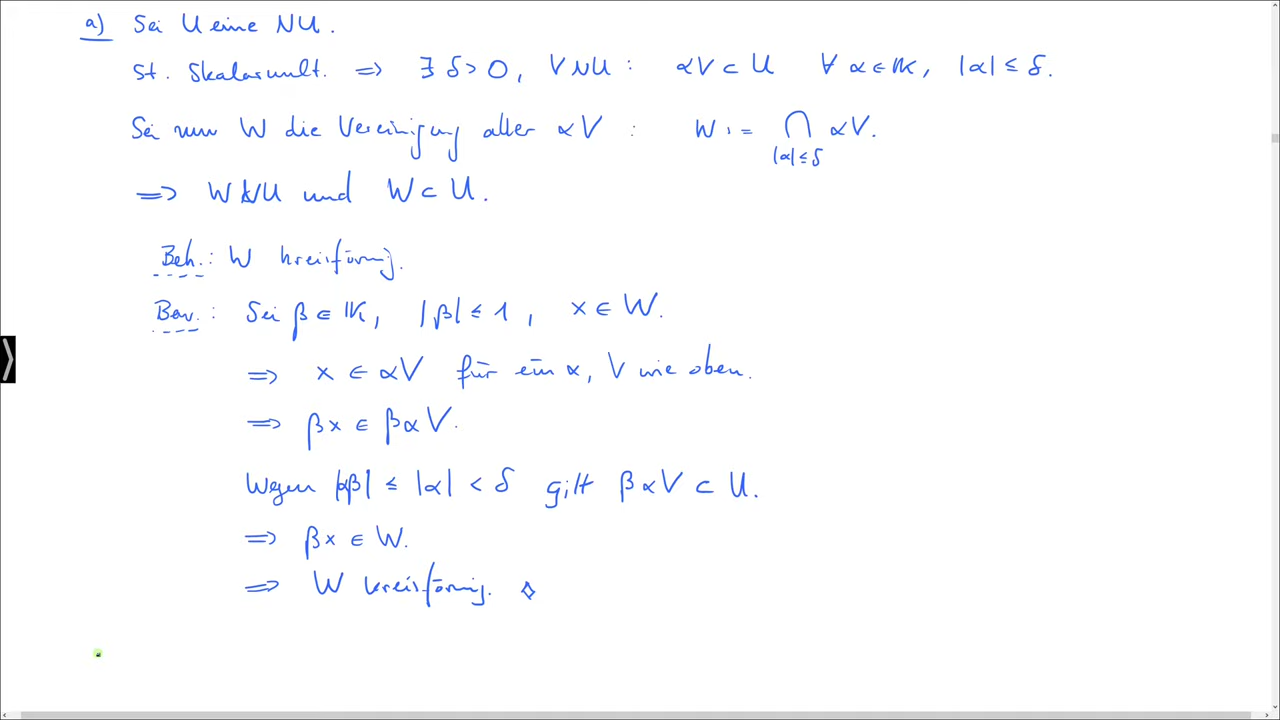 a) Sei U eine NU.
St. Skalarmult. ⟹ ∃ δ > 0, V NU : αV ⊂ U ∀ α ∈ 𝕂, |α| ≤ δ.
Sei nun W die Vereinigung aller αV : W := ⋂_{|α|≤δ} αV.
⟹ W NU und W ⊂ U.
Beh.: W kreisförmig.
Bew.: Sei β ∈ 𝕂, |β| ≤ 1, x ∈ W.
⟹ x ∈ αV für ein α, V wie oben.
⟹ βx ∈ βαV.
Wegen |αβ| ≤ |α| < δ gilt βαV ⊂ U.
⟹ βx ∈ W.
⟹ W kreisförmig. ◇